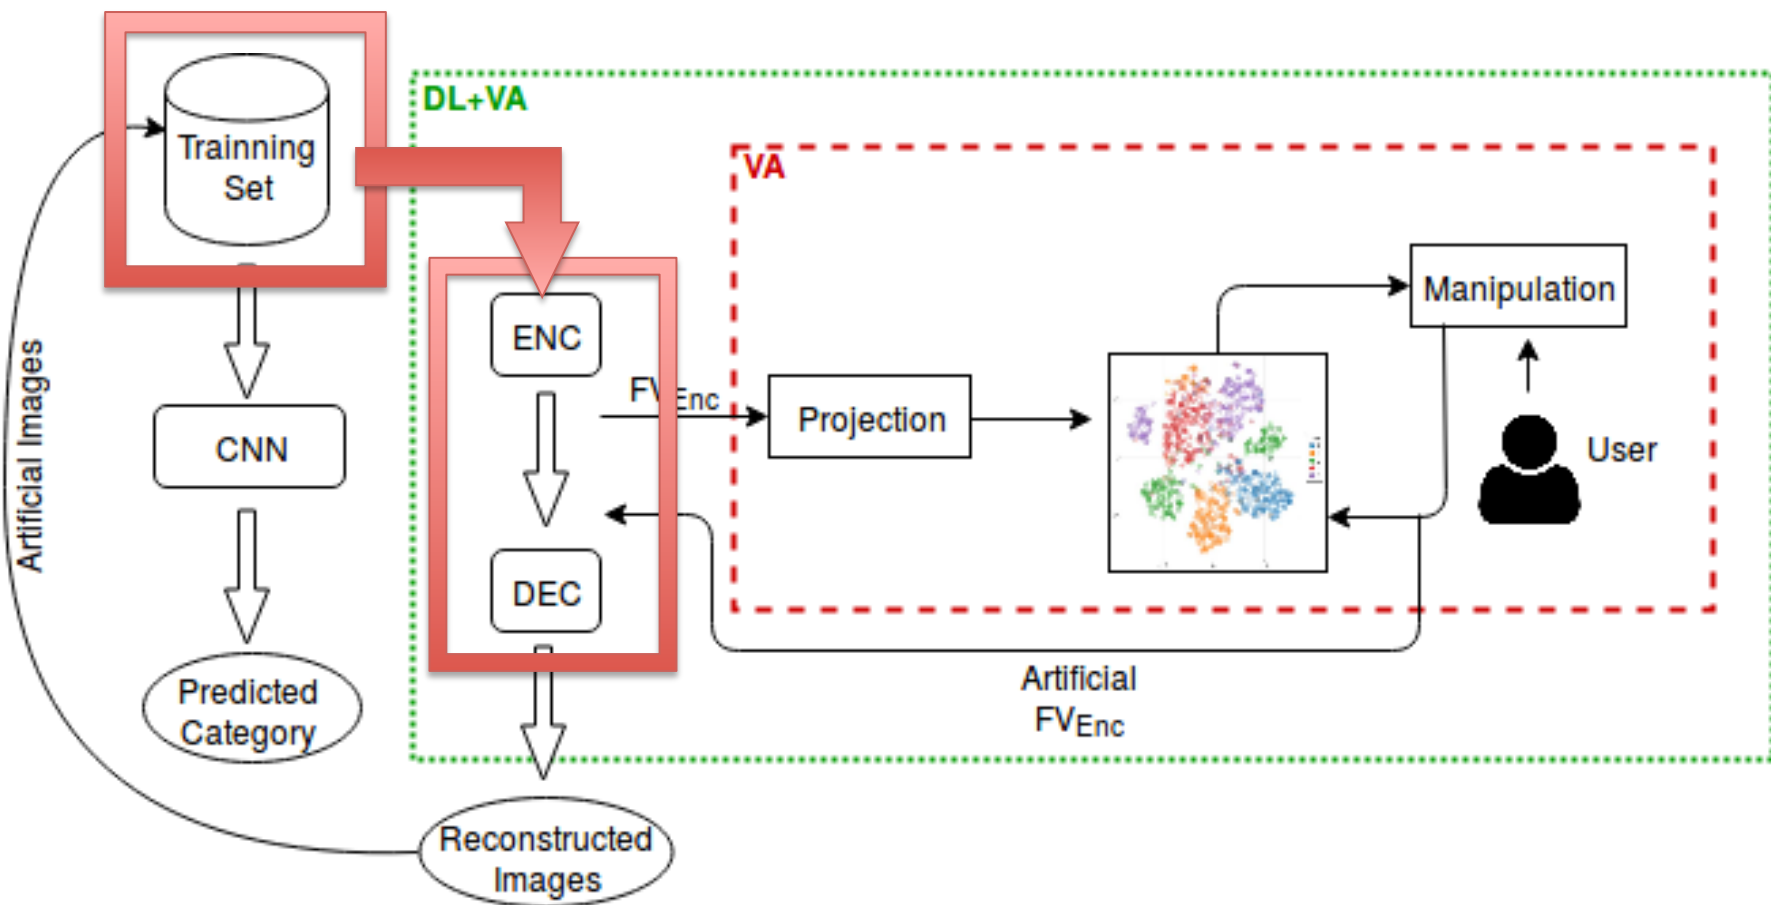 DL+VA
VA
Trainning
Set
Artificial Images
CNN
Predicted
Category
ENC
FVEnc
DEC
Projection
Manipulation
User
Artificial
FVEnc
Reconstructed
Images